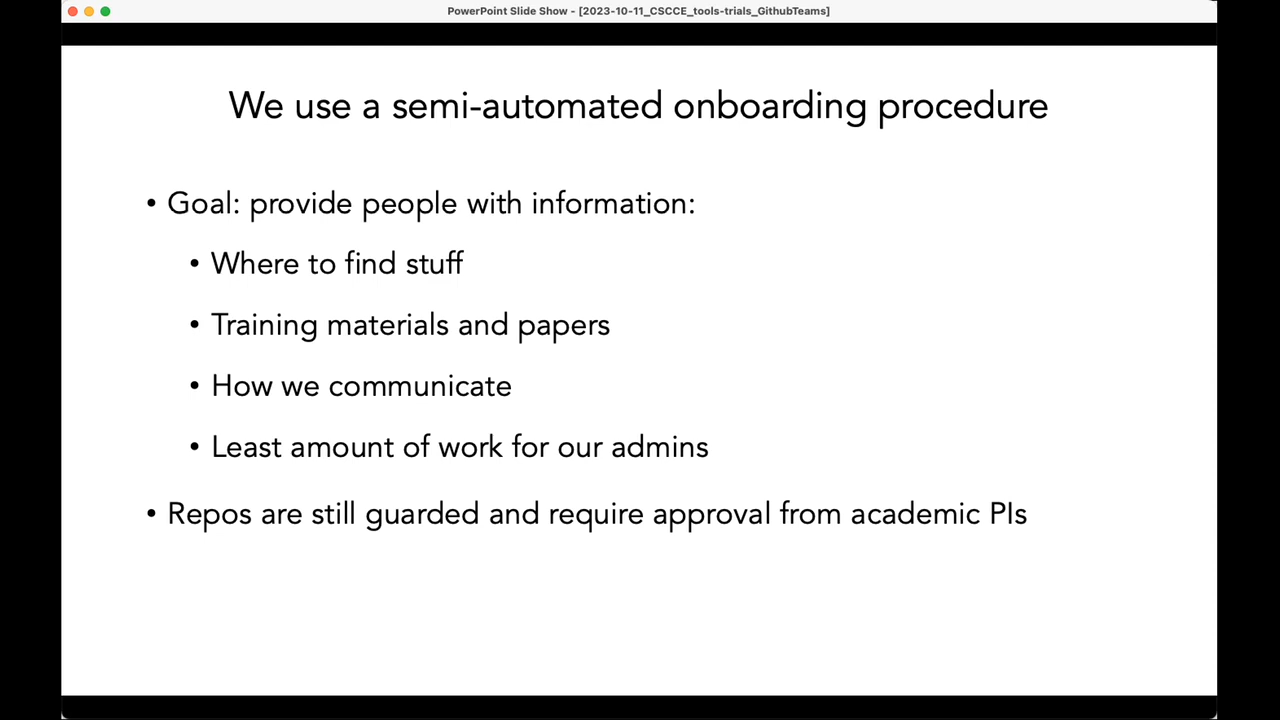 PowerPoint Slide Show - [2023-10-11_CSCCE_tools-trials_GithubTeams]
We use a semi-automated onboarding procedure
• Goal: provide people with information:
• Where to find stuff
• Training materials and papers
• How we communicate
• Least amount of work for our admins
• Repos are still guarded and require approval from academic PIs